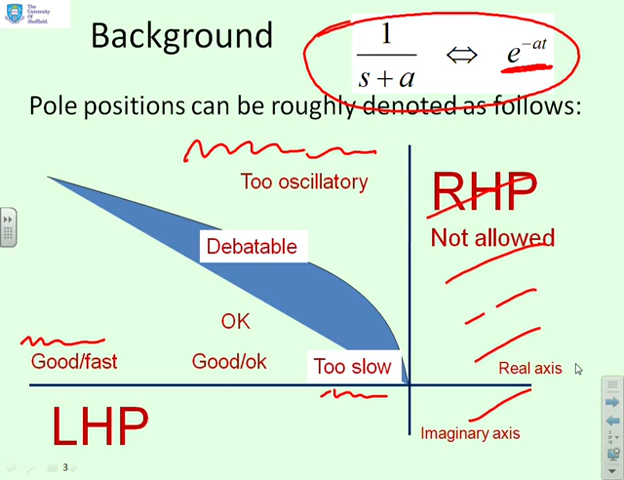 The
University
Of
Sheffield.
Background
1
s + a ⇔ e^{-at}
Pole positions can be roughly denoted as follows:
Too oscillatory
RHP
Not allowed
Debatable
OK
Good/fast Good/ok Too slow
Real axis
LHP
Imaginary axis
3